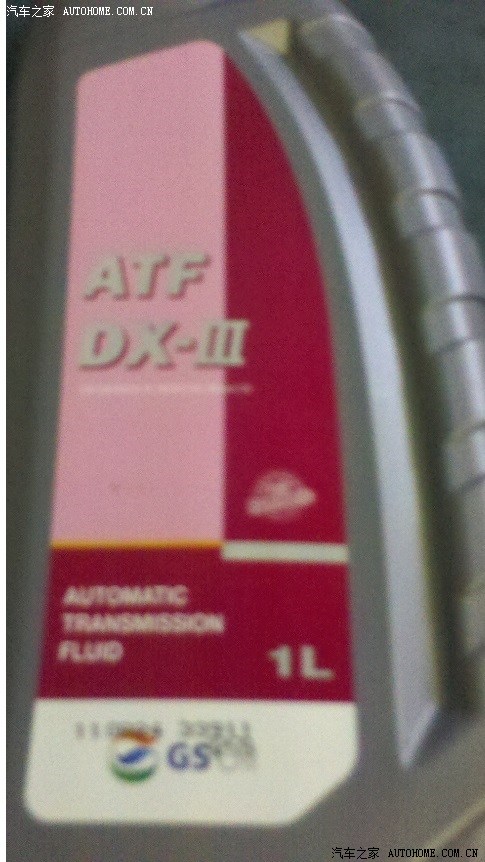 汽车之家 AUTOHOME.COM.CN
ATF
DX-III
AUTOMATIC
TRANSMISSION
FLUID
1L
GS
汽车之家 AUTOHOME.COM.CN